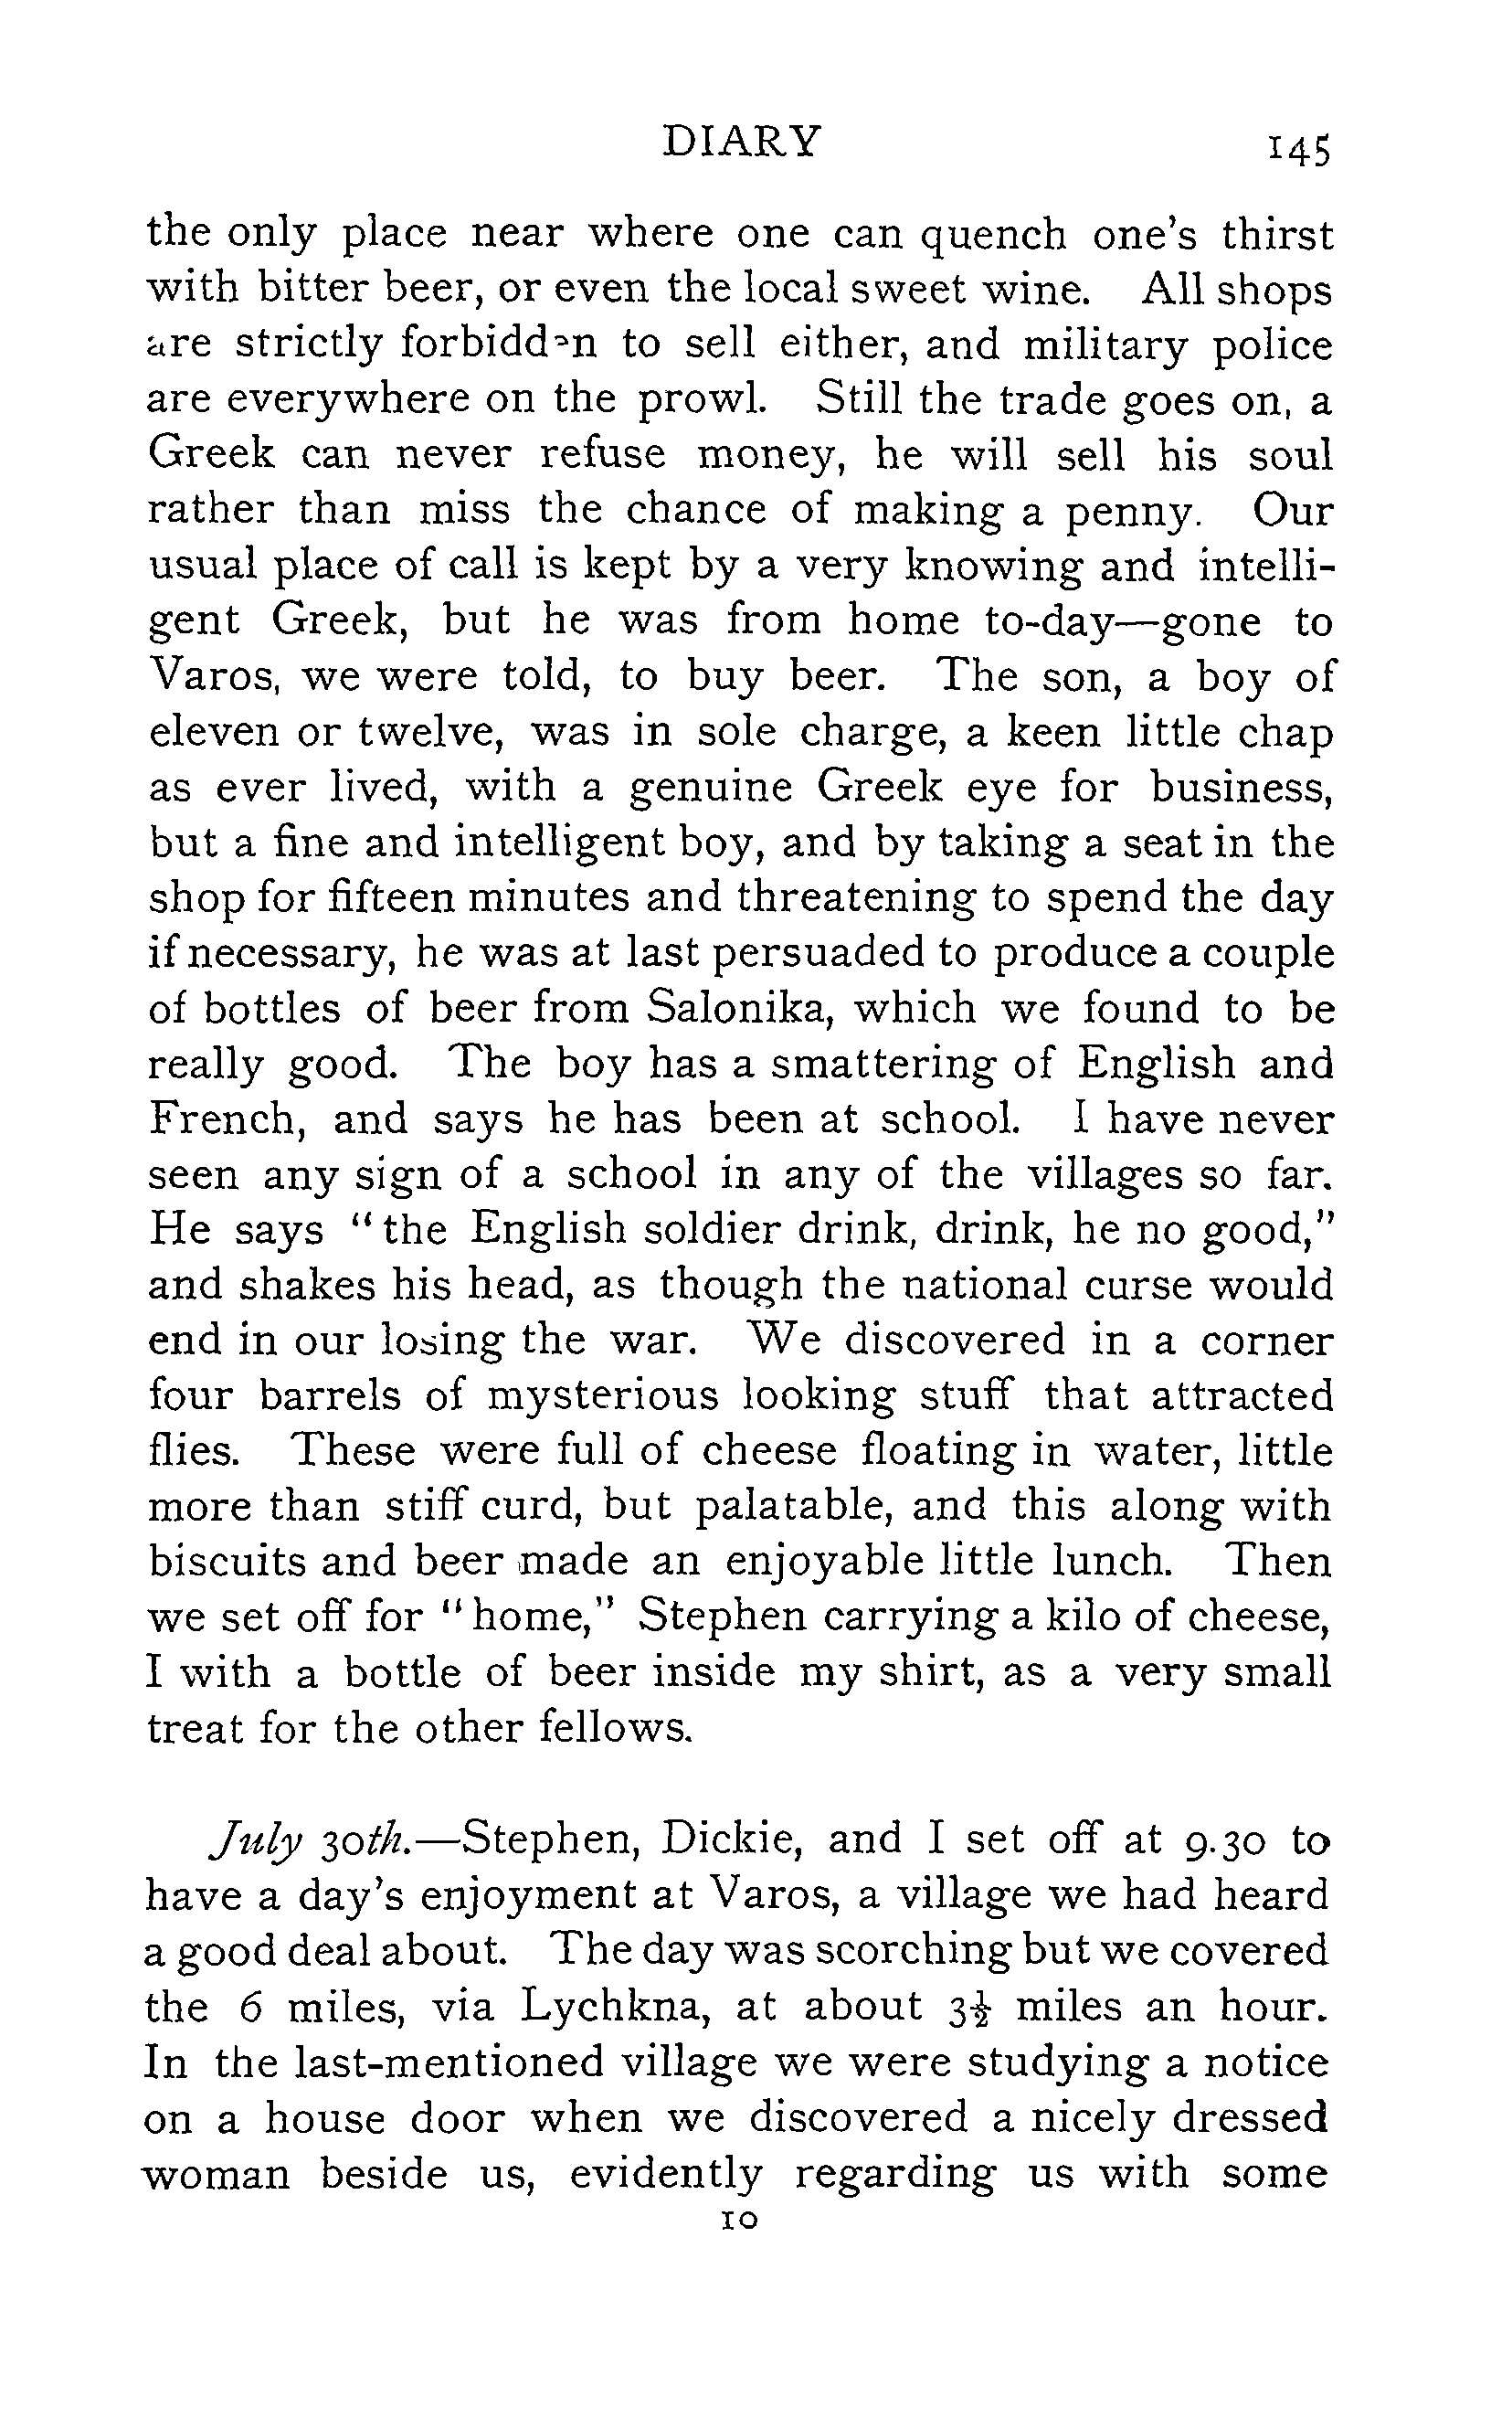 DIARY 145
the only place near where one can quench one's thirst
with bitter beer, or even the local sweet wine. All shops
are strictly forbidden to sell either, and military police
are everywhere on the prowl. Still the trade goes on, a
Greek can never refuse money, he will sell his soul
rather than miss the chance of making a penny. Our
usual place of call is kept by a very knowing and intelli-
gent Greek, but he was from home to-day—gone to
Varos, we were told, to buy beer. The son, a boy of
eleven or twelve, was in sole charge, a keen little chap
as ever lived, with a genuine Greek eye for business,
but a fine and intelligent boy, and by taking a seat in the
shop for fifteen minutes and threatening to spend the day
if necessary, he was at last persuaded to produce a couple
of bottles of beer from Salonika, which we found to be
really good. The boy has a smattering of English and
French, and says he has been at school. I have never
seen any sign of a school in any of the villages so far.
He says "the English soldier drink, drink, he no good,"
and shakes his head, as though the national curse would
end in our losing the war. We discovered in a corner
four barrels of mysterious looking stuff that attracted
flies. These were full of cheese floating in water, little
more than stiff curd, but palatable, and this along with
biscuits and beer made an enjoyable little lunch. Then
we set off for "home," Stephen carrying a kilo of cheese,
I with a bottle of beer inside my shirt, as a very small
treat for the other fellows.
July 30th.—Stephen, Dickie, and I set off at 9.30 to
have a day's enjoyment at Varos, a village we had heard
a good deal about. The day was scorching but we covered
the 6 miles, via Lychkna, at about 3½ miles an hour.
In the last-mentioned village we were studying a notice
on a house door when we discovered a nicely dressed
woman beside us, evidently regarding us with some
10